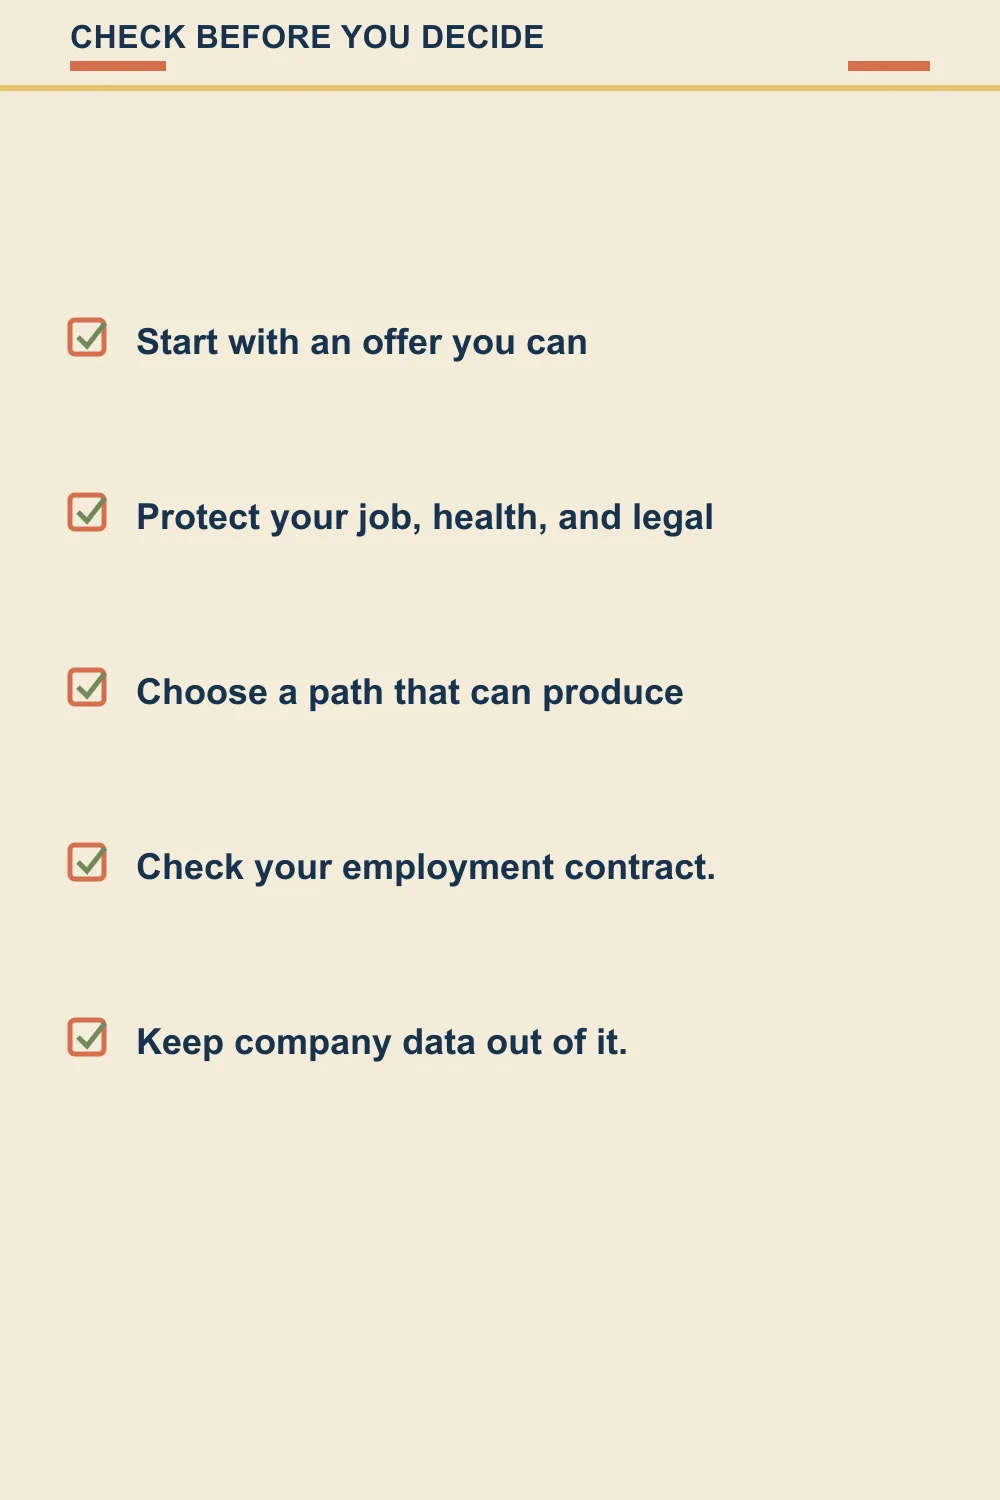 CHECK BEFORE YOU DECIDE
Start with an offer you can
Protect your job, health, and legal
Choose a path that can produce
Check your employment contract.
Keep company data out of it.